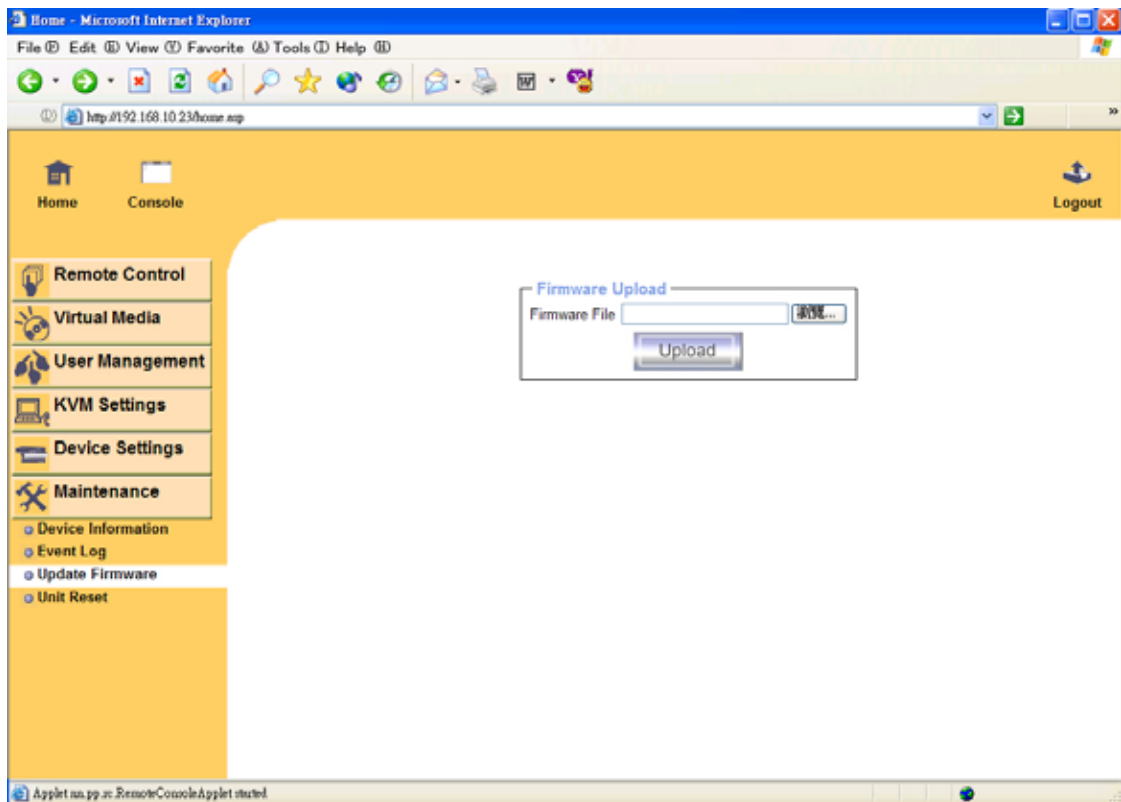 Home - Microsoft Internet Explorer
File (F) Edit (E) View (V) Favorite (A) Tools (T) Help (H)
(D) http://192.168.10.23/home.asp
Home
Console
Logout
Remote Control
Virtual Media
User Management
KVM Settings
Device Settings
Maintenance
Device Information
Event Log
Update Firmware
Unit Reset
Firmware Upload
Firmware File
瀏覽...
Upload
Applet nn.pp.rc.RemoteConsoleApplet started